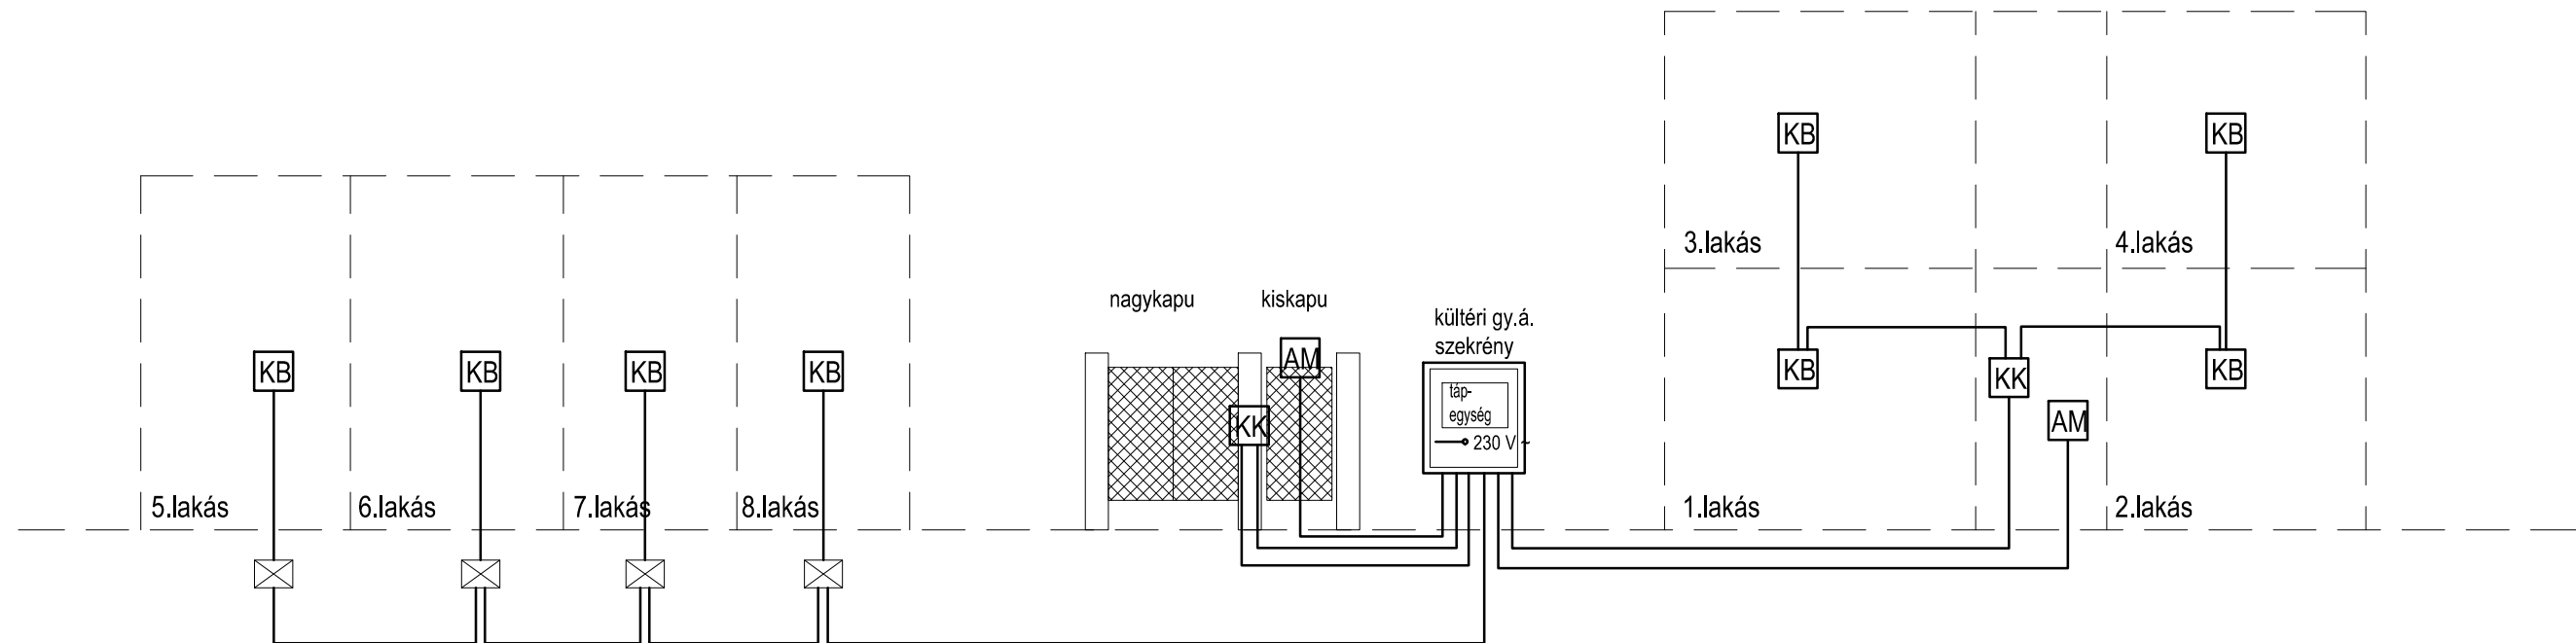 KB
KB
3.lakás
4.lakás
nagykapu
kiskapu
kültéri gy.á.
szekrény
AM
KB
KB
KB
KB
KB
KK
KB
táp-
egység
230 V ~
KK
AM
5.lakás
6.lakás
7.lakás
8.lakás
1.lakás
2.lakás